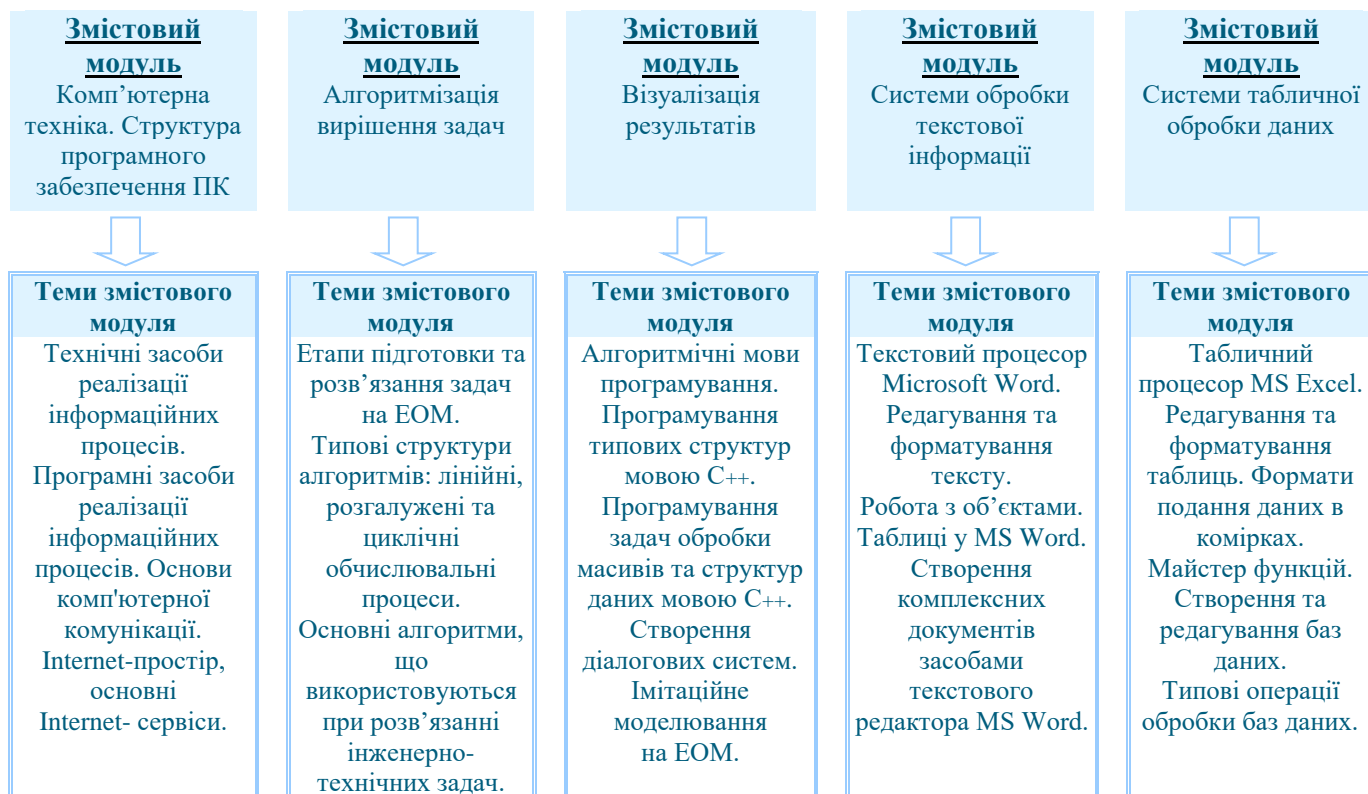 Змістовий
модуль
Комп’ютерна
техніка. Структура
програмного
забезпечення ПК
Змістовий
модуль
Алгоритмізація
вирішення задач
Змістовий
модуль
Візуалізація
результатів
Змістовий
модуль
Системи обробки
текстової
інформації
Змістовий
модуль
Системи табличної
обробки даних
Теми змістового
модуля
Технічні засоби
реалізації
інформаційних
процесів.
Програмні засоби
реалізації
інформаційних
процесів. Основи
комп'ютерної
комунікації.
Internet-простір,
основні
Internet- сервіси.
Теми змістового
модуля
Етапи підготовки та
розв’язання задач
на ЕОМ.
Типові структури
алгоритмів: лінійні,
розгалужені та
циклічні
обчислювальні
процеси.
Основні алгоритми,
що
використовуються
при розв’язанні
інженерно-
технічних задач.
Теми змістового
модуля
Алгоритмічні мови
програмування.
Програмування
типових структур
мовою С++.
Програмування
задач обробки
масивів та структур
даних мовою С++.
Створення
діалогових систем.
Імітаційне
моделювання
на ЕОМ.
Теми змістового
модуля
Текстовий процесор
Microsoft Word.
Редагування та
форматування
тексту.
Робота з об’єктами.
Таблиці у MS Word.
Створення
комплексних
документів
засобами
текстового
редактора MS Word.
Теми змістового
модуля
Табличний
процесор MS Excel.
Редагування та
форматування
таблиць. Формати
подання даних в
комірках.
Майстер функцій.
Створення та
редагування баз
даних.
Типові операції
обробки баз даних.